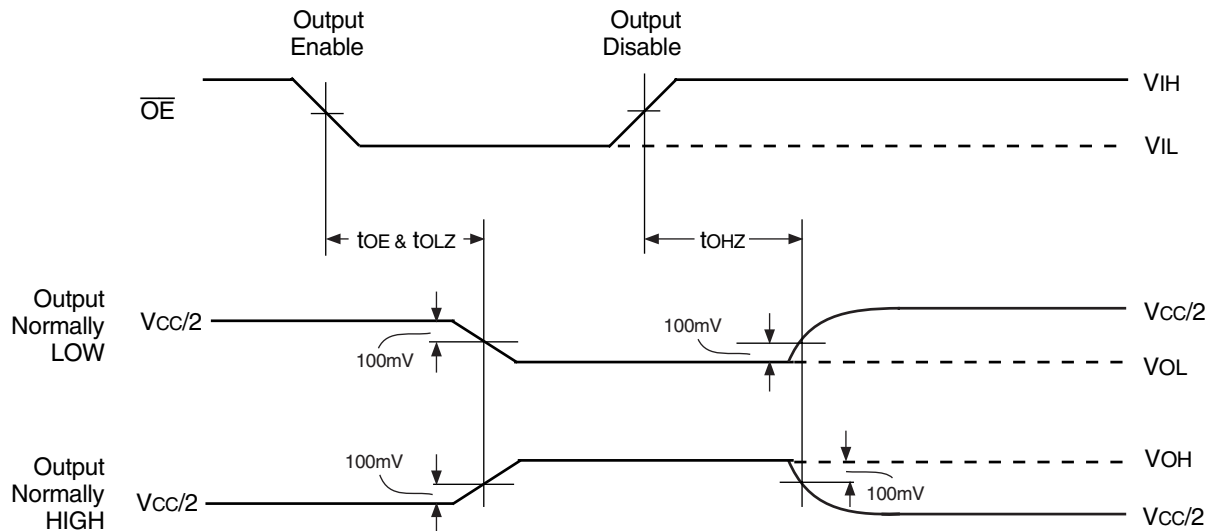 Output
Enable
Output
Disable
OE
VIH
VIL
tOE & tOLZ
tOHZ
Output
Normally
LOW
VCC/2
100mV
100mV
VCC/2
VOL
Output
Normally
HIGH
100mV
VCC/2
VOH
100mV
VCC/2